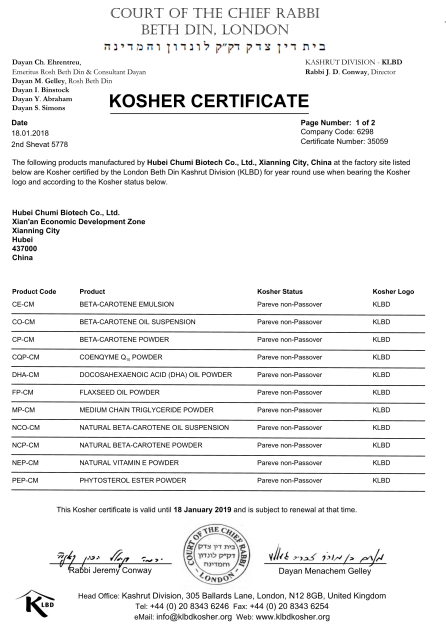 COURT OF THE CHIEF RABBI
BETH DIN, LONDON
בית דין צדק דק״ק לונדון והמדינה
Dayan Ch. Ehrentreu,
Emeritus Rosh Beth Din & Consultant Dayan
Dayan M. Gelley, Rosh Beth Din
Dayan I. Binstock
Dayan Y. Abraham
Dayan S. Simons
KASHRUT DIVISION - KLBD
Rabbi J. D. Conway, Director
KOSHER CERTIFICATE
Date
18.01.2018
2nd Shevat 5778
Page Number: 1 of 2
Company Code: 6298
Certificate Number: 35059
The following products manufactured by Hubei Chumi Biotech Co., Ltd., Xianning City, China at the factory site listed
below are Kosher certified by the London Beth Din Kashrut Division (KLBD) for year round use when bearing the Kosher
logo and according to the Kosher status below.
Hubei Chumi Biotech Co., Ltd.
Xian'an Economic Development Zone
Xianning City
Hubei
437000
China
Product Code Product Kosher Status Kosher Logo
CE-CM BETA-CAROTENE EMULSION Pareve non-Passover KLBD
CO-CM BETA-CAROTENE OIL SUSPENSION Pareve non-Passover KLBD
CP-CM BETA-CAROTENE POWDER Pareve non-Passover KLBD
CQP-CM COENQYME Q₁₀ POWDER Pareve non-Passover KLBD
DHA-CM DOCOSAHEXAENOIC ACID (DHA) OIL POWDER Pareve non-Passover KLBD
FP-CM FLAXSEED OIL POWDER Pareve non-Passover KLBD
MP-CM MEDIUM CHAIN TRIGLYCERIDE POWDER Pareve non-Passover KLBD
NCO-CM NATURAL BETA-CAROTENE OIL SUSPENSION Pareve non-Passover KLBD
NCP-CM NATURAL BETA-CAROTENE POWDER Pareve non-Passover KLBD
NEP-CM NATURAL VITAMIN E POWDER Pareve non-Passover KLBD
PEP-CM PHYTOSTEROL ESTER POWDER Pareve non-Passover KLBD
This Kosher certificate is valid until 18 January 2019 and is subject to renewal at that time.
COURT OF THE CHIEF RABBI
בית דין צדק
דק״ק לונדון
והמדינה
LONDON
Rabbi Jeremy Conway
Dayan Menachem Gelley
KLBD
Head Office: Kashrut Division, 305 Ballards Lane, London, N12 8GB, United Kingdom
Tel: +44 (0) 20 8343 6246 Fax: +44 (0) 20 8343 6254
eMail: info@klbdkosher.org Web: www.klbdkosher.org